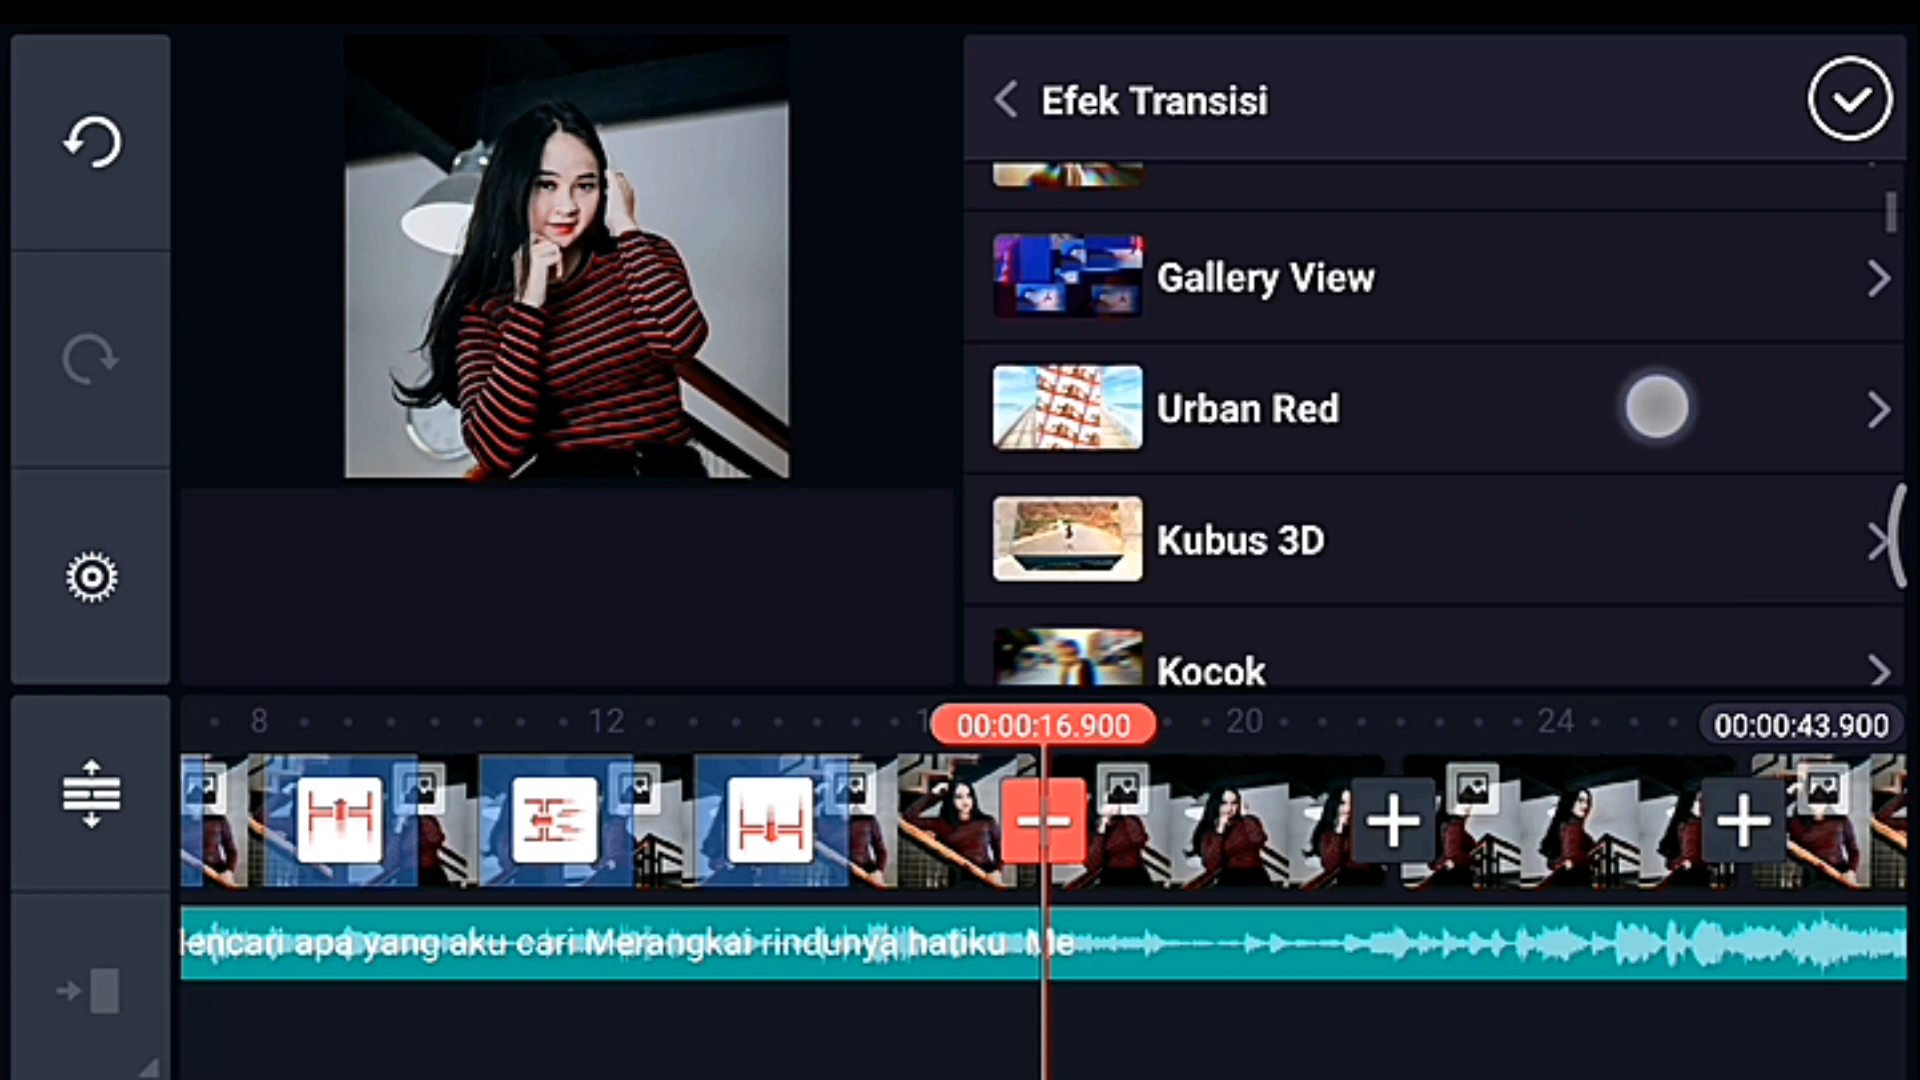 Efek Transisi
Gallery View
Urban Red
Kubus 3D
Kocok
8
12
00:00:16.900
20
24
00:00:43.900
encari apa yang aku cari Merangkai rindunya hatiku Me